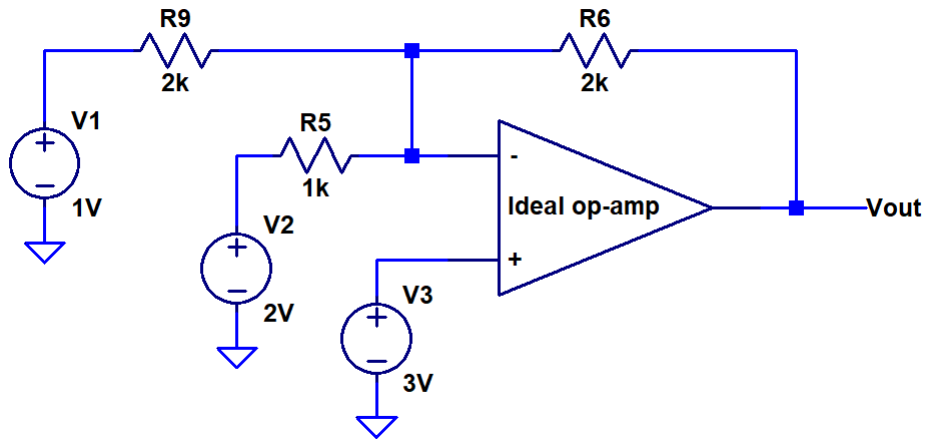 R9
2k
R6
2k
V1
+
−
1V
R5
1k
V2
+
−
2V
-
Ideal op-amp
+
Vout
V3
+
−
3V